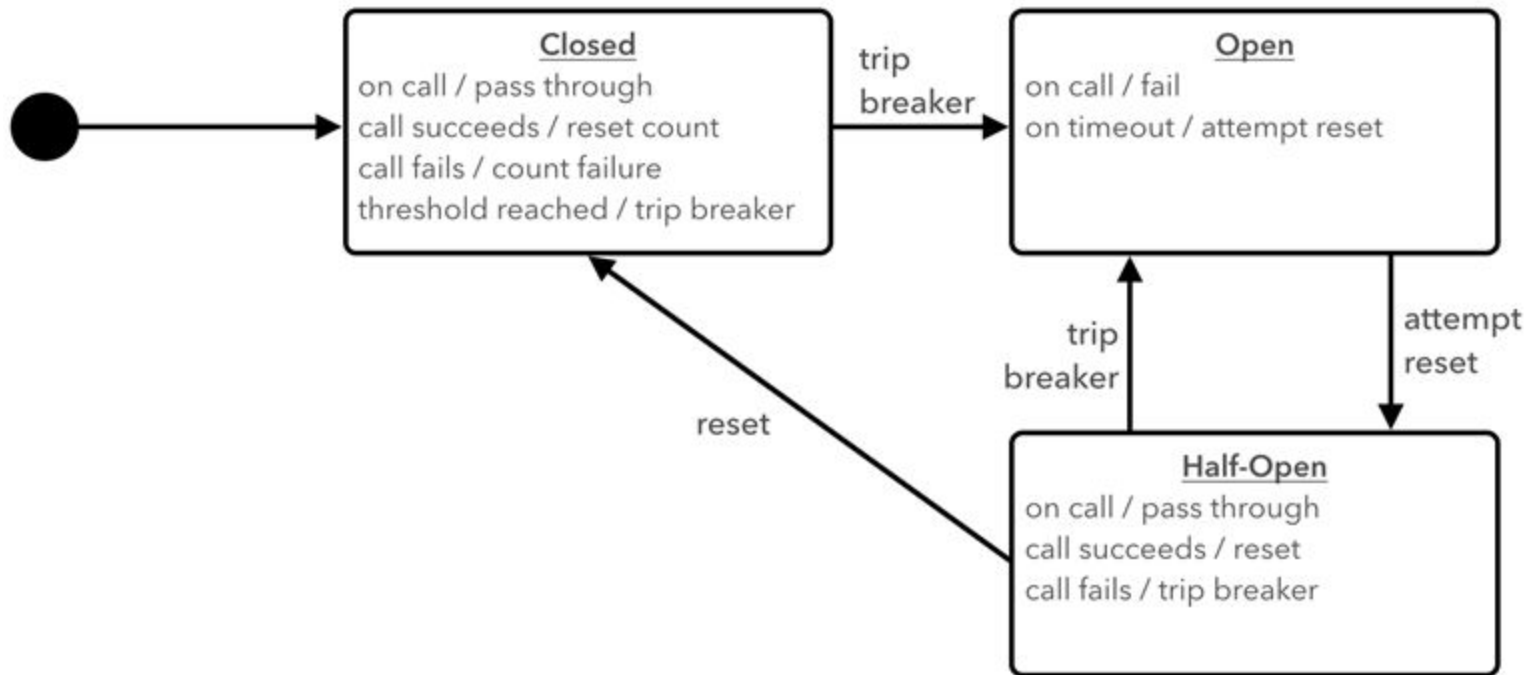 Closed
on call / pass through
call succeeds / reset count
call fails / count failure
threshold reached / trip breaker
trip
breaker
Open
on call / fail
on timeout / attempt reset
trip
breaker
attempt
reset
reset
Half-Open
on call / pass through
call succeeds / reset
call fails / trip breaker